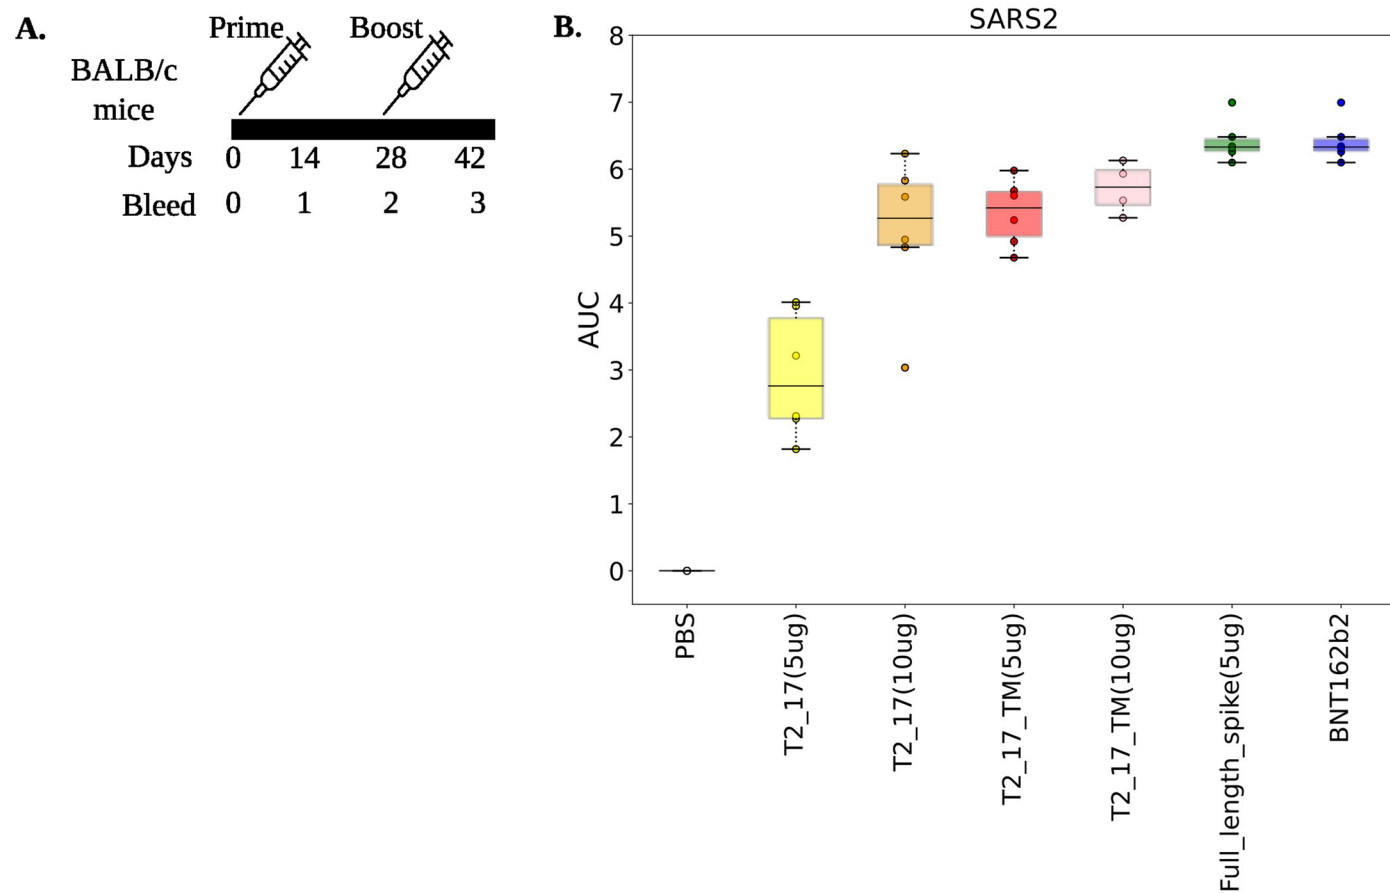 A.
Prime Boost
BALB/c
mice
Days 0 14 28 42
Bleed 0 1 2 3
B.
SARS2
8
7
6
5
4
3
2
1
0
AUC
PBS
T2_17(5ug)
T2_17(10ug)
T2_17_TM(5ug)
T2_17_TM(10ug)
Full_length_spike(5ug)
BNT162b2